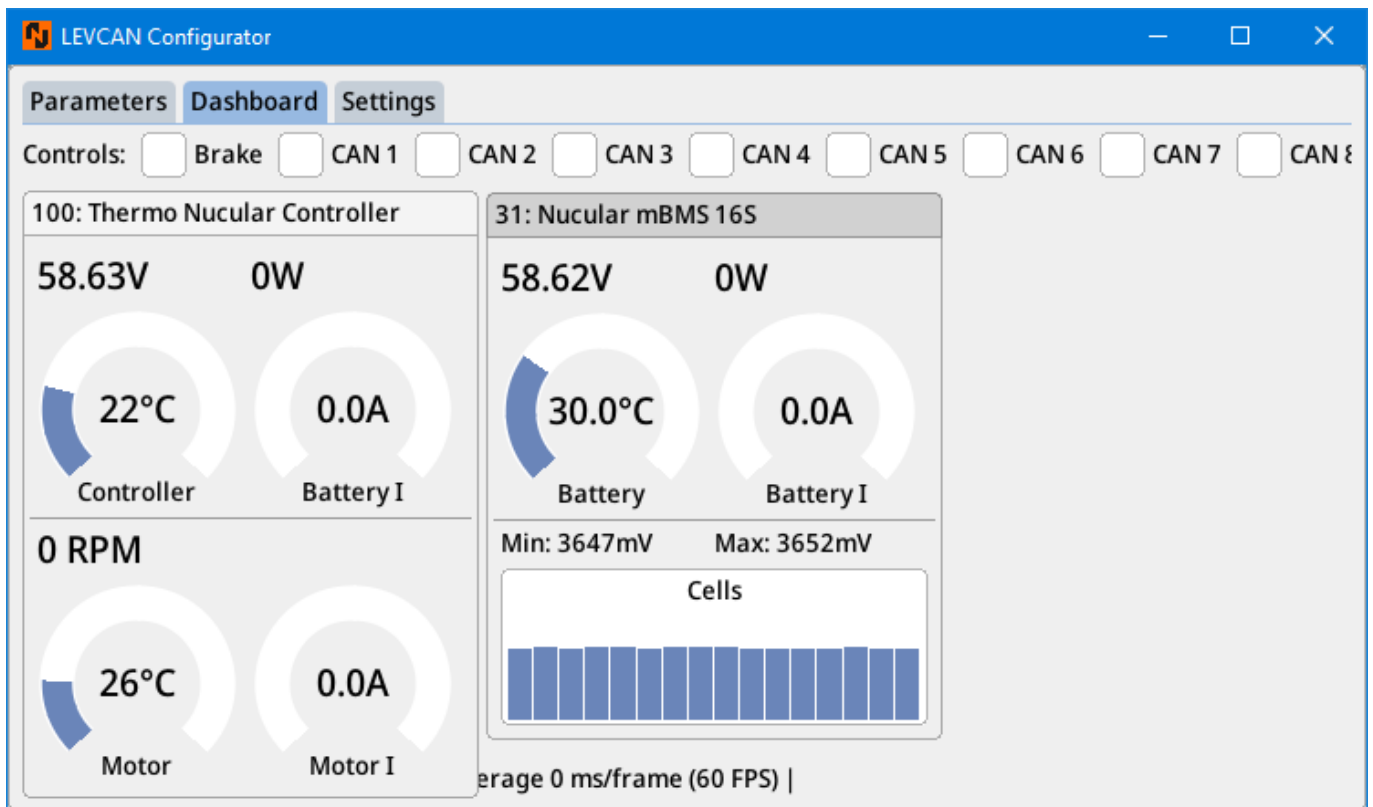 LEVCAN Configurator
Parameters Dashboard Settings
Controls: Brake CAN 1 CAN 2 CAN 3 CAN 4 CAN 5 CAN 6 CAN 7 CAN 8
100: Thermo Nucular Controller
58.63V 0W
22°C 0.0A
Controller Battery I
0 RPM
26°C 0.0A
Motor Motor I
31: Nucular mBMS 16S
58.62V 0W
30.0°C 0.0A
Battery Battery I
Min: 3647mV Max: 3652mV
Cells
erage 0 ms/frame (60 FPS) |